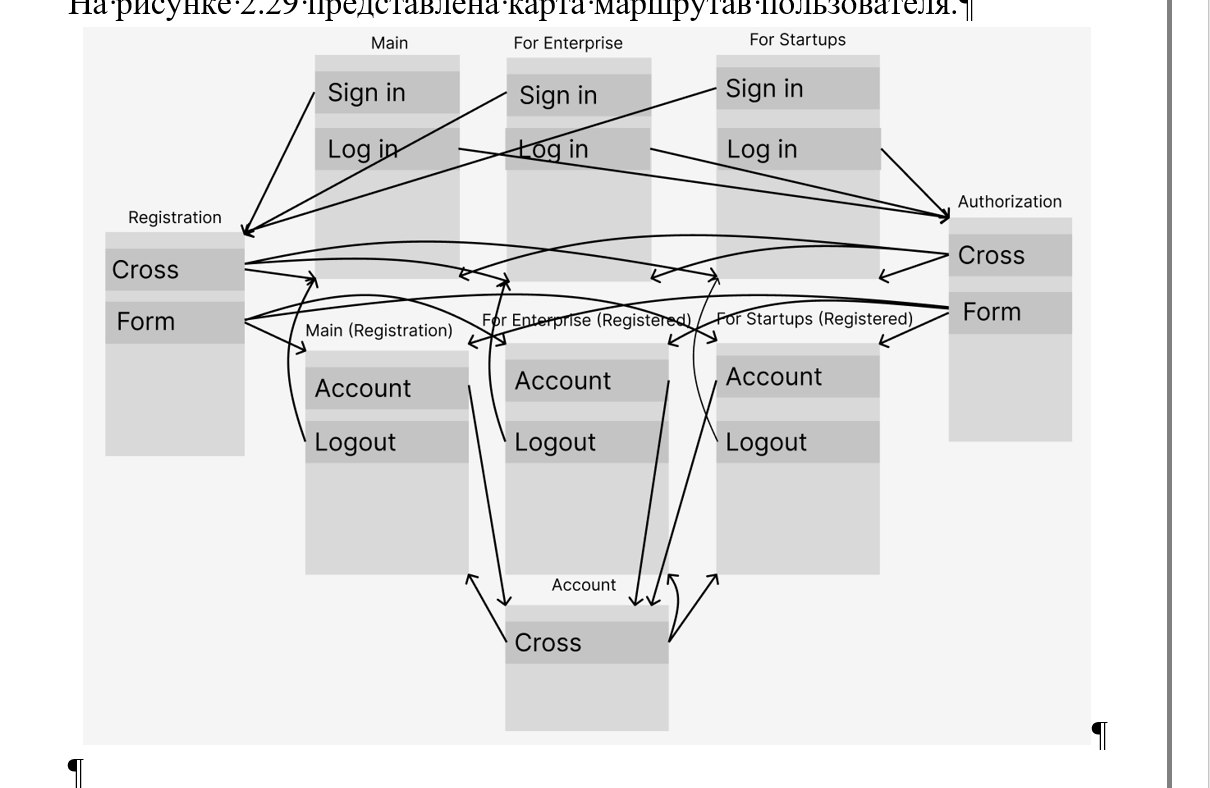 На рисунке 2.29 представлена карта маршрутав пользователя.¶
Main
For Enterprise
For Startups
Sign in
Sign in
Sign in
Log in
Log in
Log in
Registration
Authorization
Cross
Cross
Form
Form
Main (Registration)
For Enterprise (Registered)
For Startups (Registered)
Account
Account
Account
Logout
Logout
Logout
Account
Cross
¶
¶